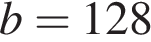 b = 128